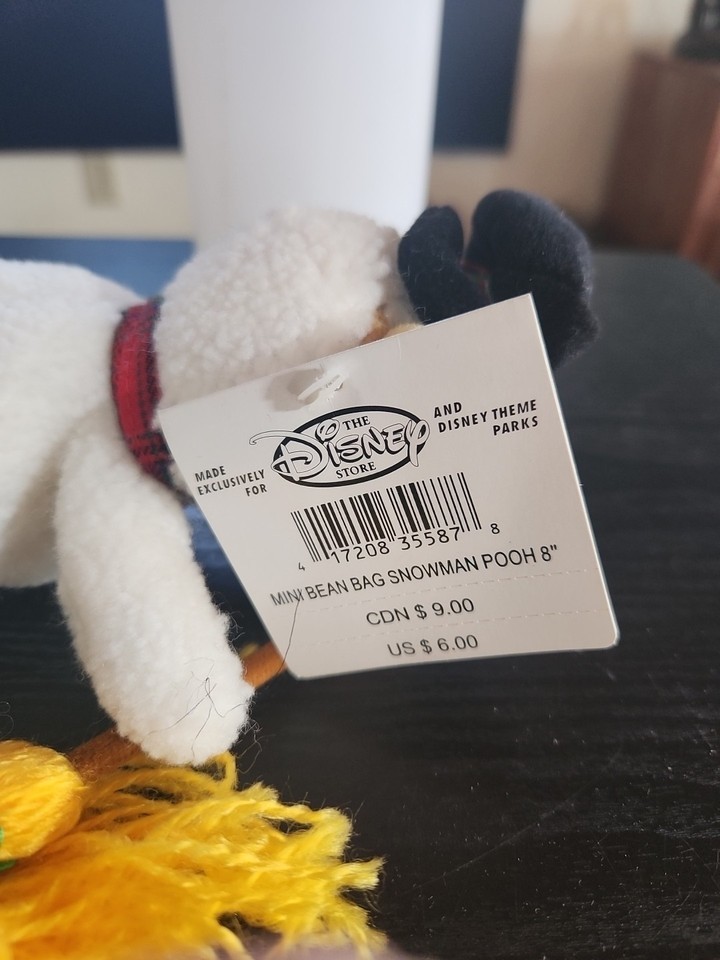 MADE
EXCLUSIVELY
FOR
THE
DISNEY
STORE
AND
DISNEY THEME
PARKS
4 17208 35587 8
MINI BEAN BAG SNOWMAN POOH 8"
CDN $ 9.00
US $ 6.00